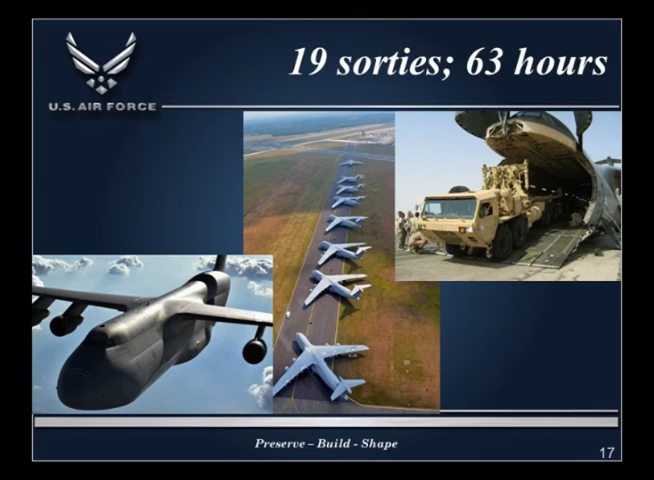 19 sorties; 63 hours
U.S. AIR FORCE
Preserve – Build - Shape
17